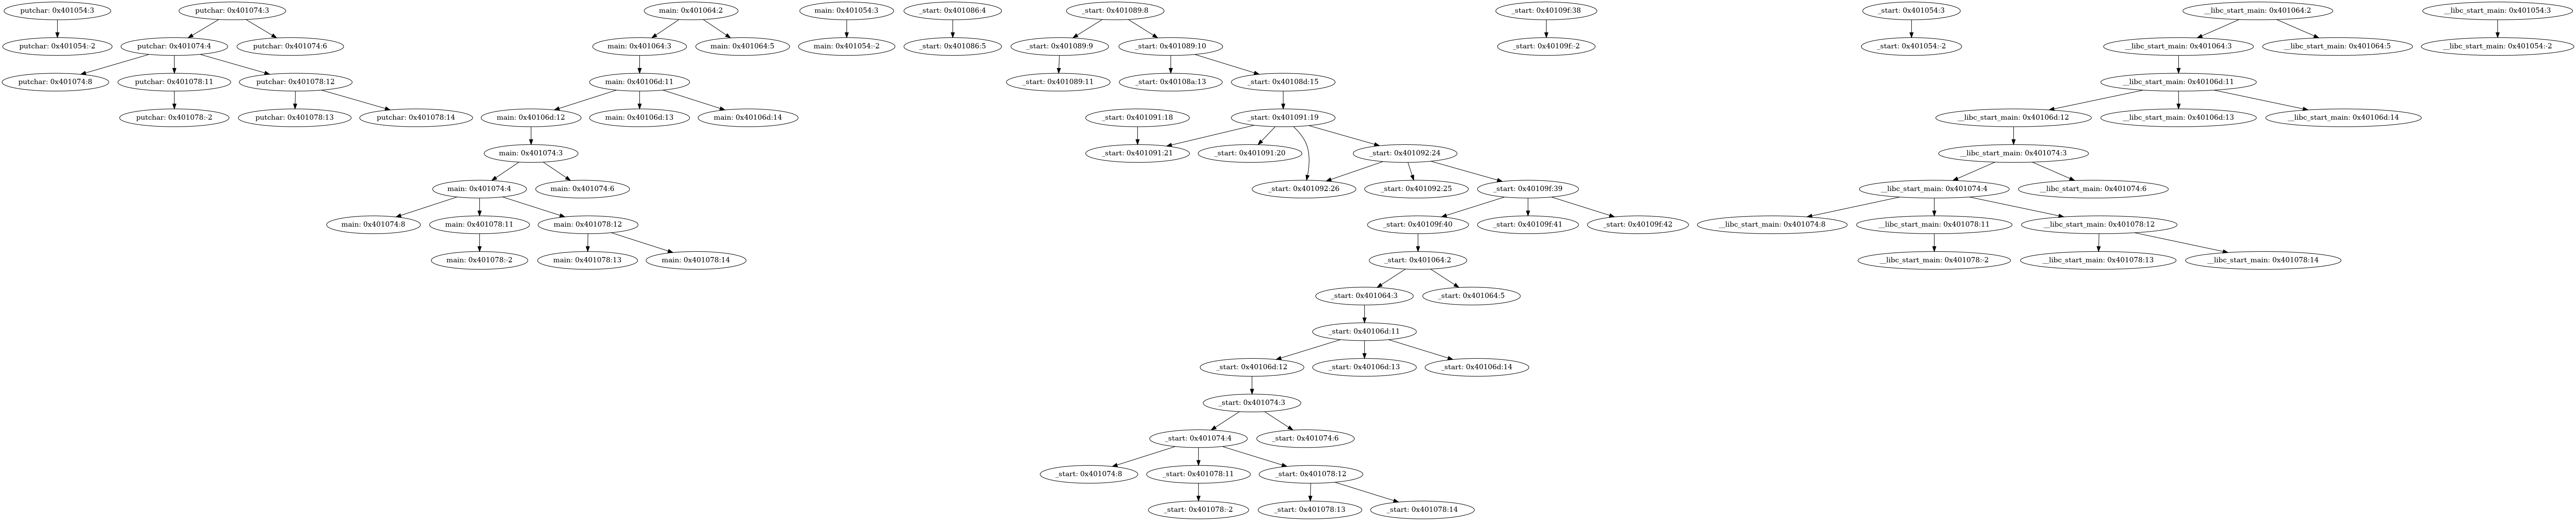 putchar: 0x401054:3
putchar: 0x401074:3
main: 0x401064:2
main: 0x401054:3
_start: 0x401086:4
_start: 0x401089:8
_start: 0x40109f:38
_start: 0x401054:3
__libc_start_main: 0x401064:2
__libc_start_main: 0x401054:3
putchar: 0x401054:-2
putchar: 0x401074:4
putchar: 0x401074:6
main: 0x401064:3
main: 0x401064:5
main: 0x401054:-2
_start: 0x401086:5
_start: 0x401089:9
_start: 0x401089:10
_start: 0x40109f:-2
_start: 0x401054:-2
__libc_start_main: 0x401064:3
__libc_start_main: 0x401064:5
__libc_start_main: 0x401054:-2
putchar: 0x401074:8
putchar: 0x401078:11
putchar: 0x401078:12
main: 0x40106d:11
_start: 0x401089:11
_start: 0x40108a:13
_start: 0x40108d:15
__libc_start_main: 0x40106d:11
putchar: 0x401078:-2
putchar: 0x401078:13
putchar: 0x401078:14
main: 0x40106d:12
main: 0x40106d:13
main: 0x40106d:14
_start: 0x401091:18
_start: 0x401091:19
__libc_start_main: 0x40106d:12
__libc_start_main: 0x40106d:13
__libc_start_main: 0x40106d:14
main: 0x401074:3
_start: 0x401091:21
_start: 0x401091:20
_start: 0x401092:24
__libc_start_main: 0x401074:3
main: 0x401074:4
main: 0x401074:6
_start: 0x401092:26
_start: 0x401092:25
_start: 0x40109f:39
__libc_start_main: 0x401074:4
__libc_start_main: 0x401074:6
main: 0x401074:8
main: 0x401078:11
main: 0x401078:12
_start: 0x40109f:40
_start: 0x40109f:41
_start: 0x40109f:42
__libc_start_main: 0x401074:8
__libc_start_main: 0x401078:11
__libc_start_main: 0x401078:12
main: 0x401078:-2
main: 0x401078:13
main: 0x401078:14
_start: 0x401064:2
__libc_start_main: 0x401078:-2
__libc_start_main: 0x401078:13
__libc_start_main: 0x401078:14
_start: 0x401064:3
_start: 0x401064:5
_start: 0x40106d:11
_start: 0x40106d:12
_start: 0x40106d:13
_start: 0x40106d:14
_start: 0x401074:3
_start: 0x401074:4
_start: 0x401074:6
_start: 0x401074:8
_start: 0x401078:11
_start: 0x401078:12
_start: 0x401078:-2
_start: 0x401078:13
_start: 0x401078:14